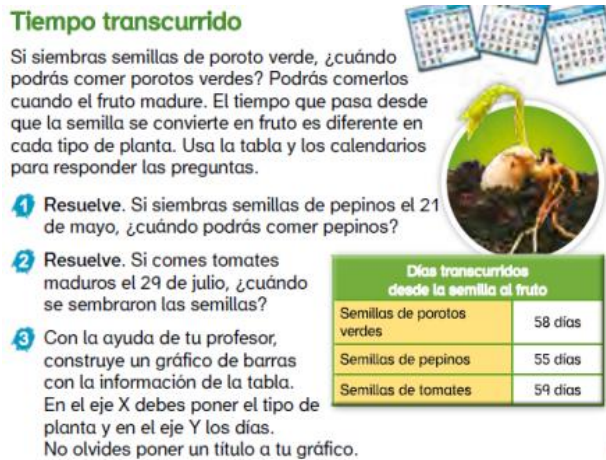 Tiempo transcurrido
Si siembras semillas de poroto verde, ¿cuándo
podrás comer porotos verdes? Podrás comerlos
cuando el fruto madure. El tiempo que pasa desde
que la semilla se convierte en fruto es diferente en
cada tipo de planta. Usa la tabla y los calendarios
para responder las preguntas.
1 Resuelve. Si siembras semillas de pepinos el 21
de mayo, ¿cuándo podrás comer pepinos?
2 Resuelve. Si comes tomates
maduros el 29 de julio, ¿cuándo
se sembraron las semillas?
3 Con la ayuda de tu profesor,
construye un gráfico de barras
con la información de la tabla.
En el eje X debes poner el tipo de
planta y en el eje Y los días.
No olvides poner un título a tu gráfico.
Días transcurridos
desde la semilla al fruto
Semillas de porotos
verdes 58 días
Semillas de pepinos 55 días
Semillas de tomates 59 días